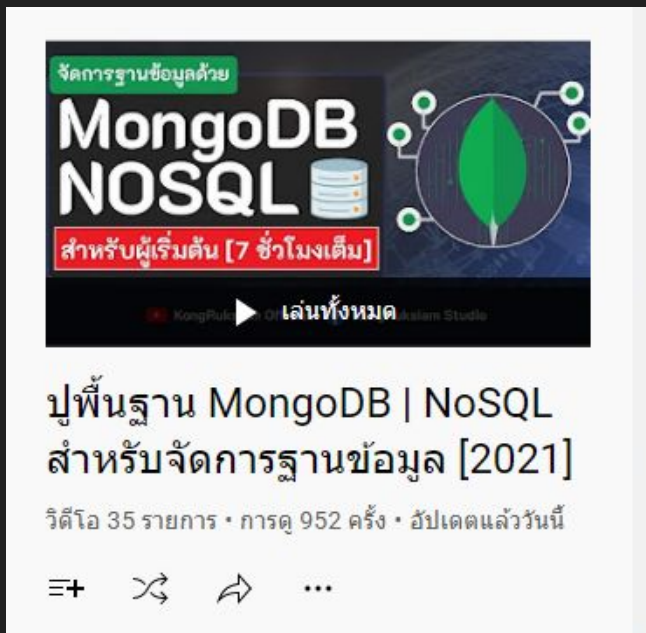 จัดการฐานข้อมูลด้วย
MongoDB
NOSQL
สำหรับผู้เริ่มต้น [7 ชั่วโมงเต็ม]
เล่นทั้งหมด
Studio
ปูพื้นฐาน MongoDB | NoSQL
สำหรับจัดการฐานข้อมูล [2021]
วิดีโอ 35 รายการ • การดู 952 ครั้ง • อัปเดตแล้ววันนี้